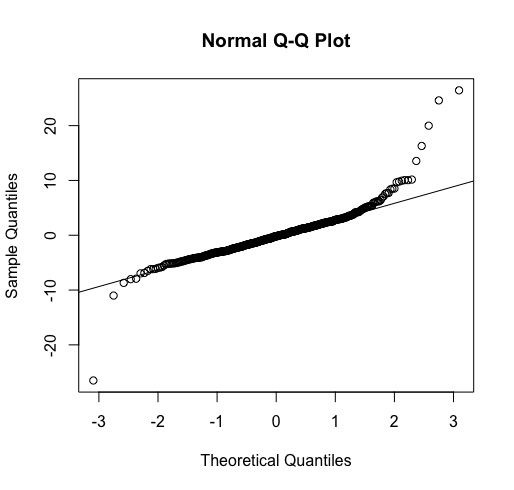 Normal Q-Q Plot
Sample Quantiles
20
10
0
-10
-20
-3 -2 -1 0 1 2 3
Theoretical Quantiles